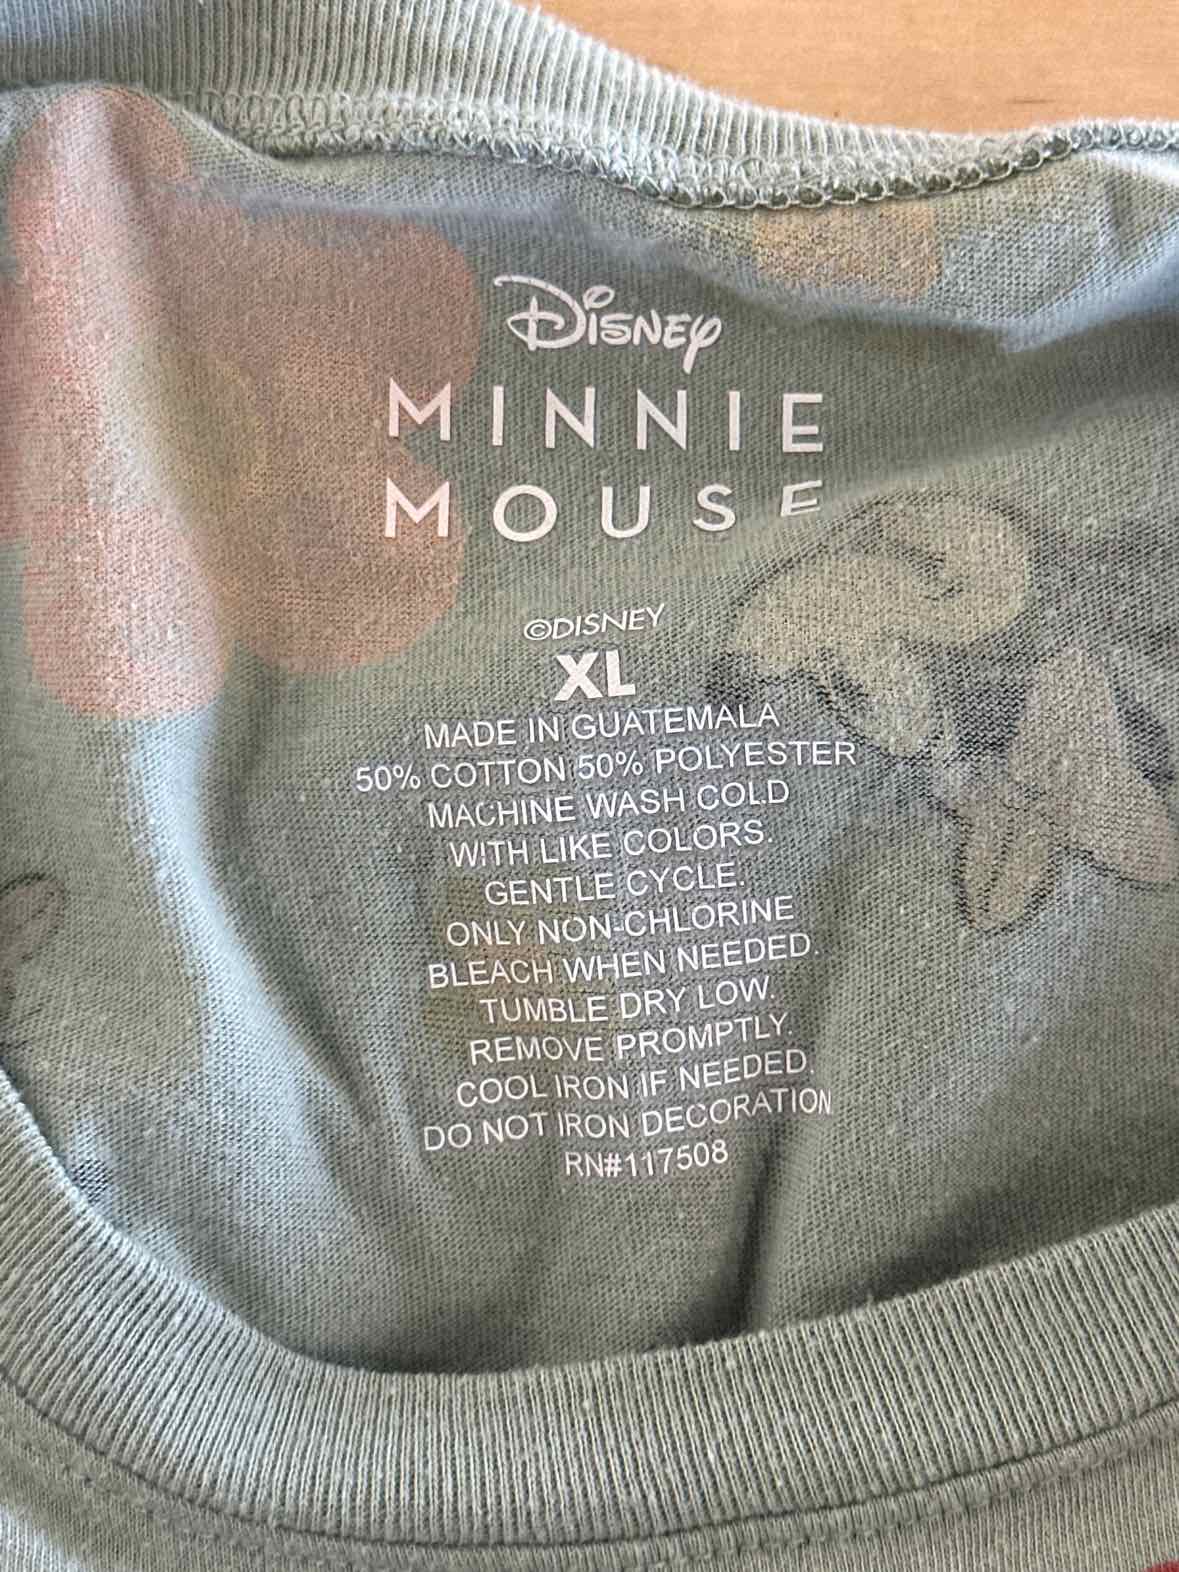 Disney
MINNIE
MOUSE
©DISNEY
XL
MADE IN GUATEMALA
50% COTTON 50% POLYESTER
MACHINE WASH COLD
WITH LIKE COLORS.
GENTLE CYCLE.
ONLY NON-CHLORINE
BLEACH WHEN NEEDED.
TUMBLE DRY LOW.
REMOVE PROMPTLY.
COOL IRON IF NEEDED.
DO NOT IRON DECORATION
RN#117508